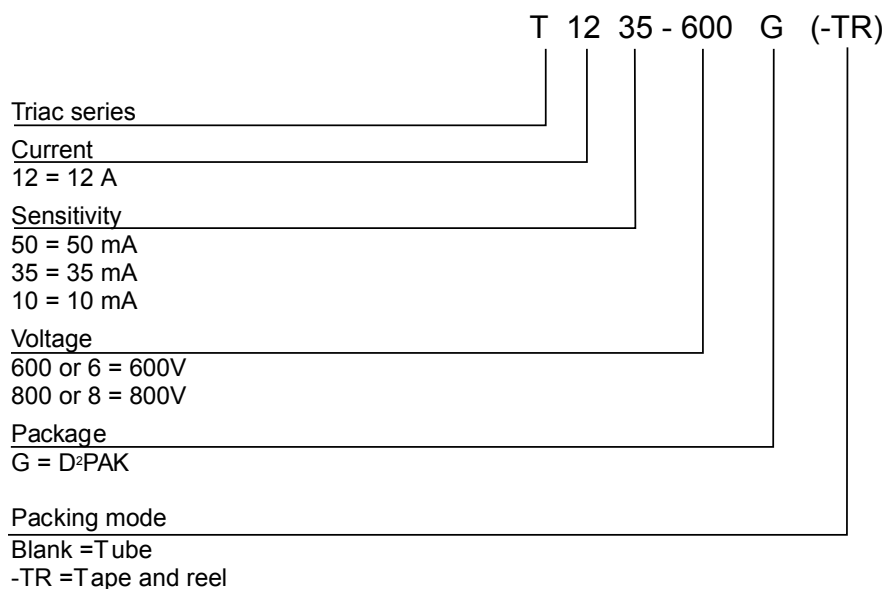 T 12 35 - 600 G (-TR)
Triac series
Current
12 = 12 A
Sensitivity
50 = 50 mA
35 = 35 mA
10 = 10 mA
Voltage
600 or 6 = 600V
800 or 8 = 800V
Package
G = D²PAK
Packing mode
Blank =Tube
-TR =Tape and reel